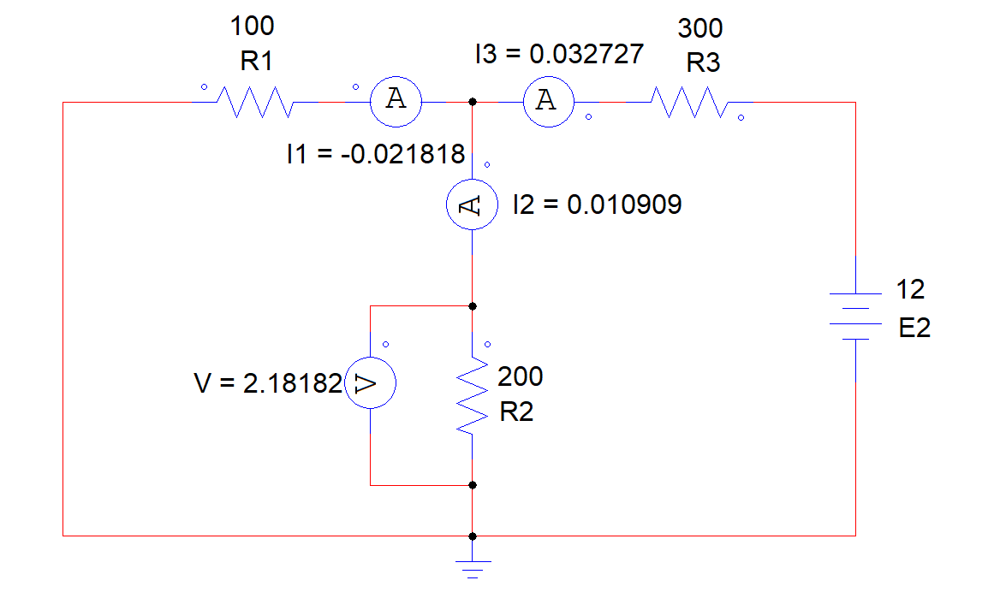 100
R1
I3 = 0.032727
300
R3
A
A
I1 = -0.021818
A
I2 = 0.010909
12
E2
V = 2.18182
V
200
R2